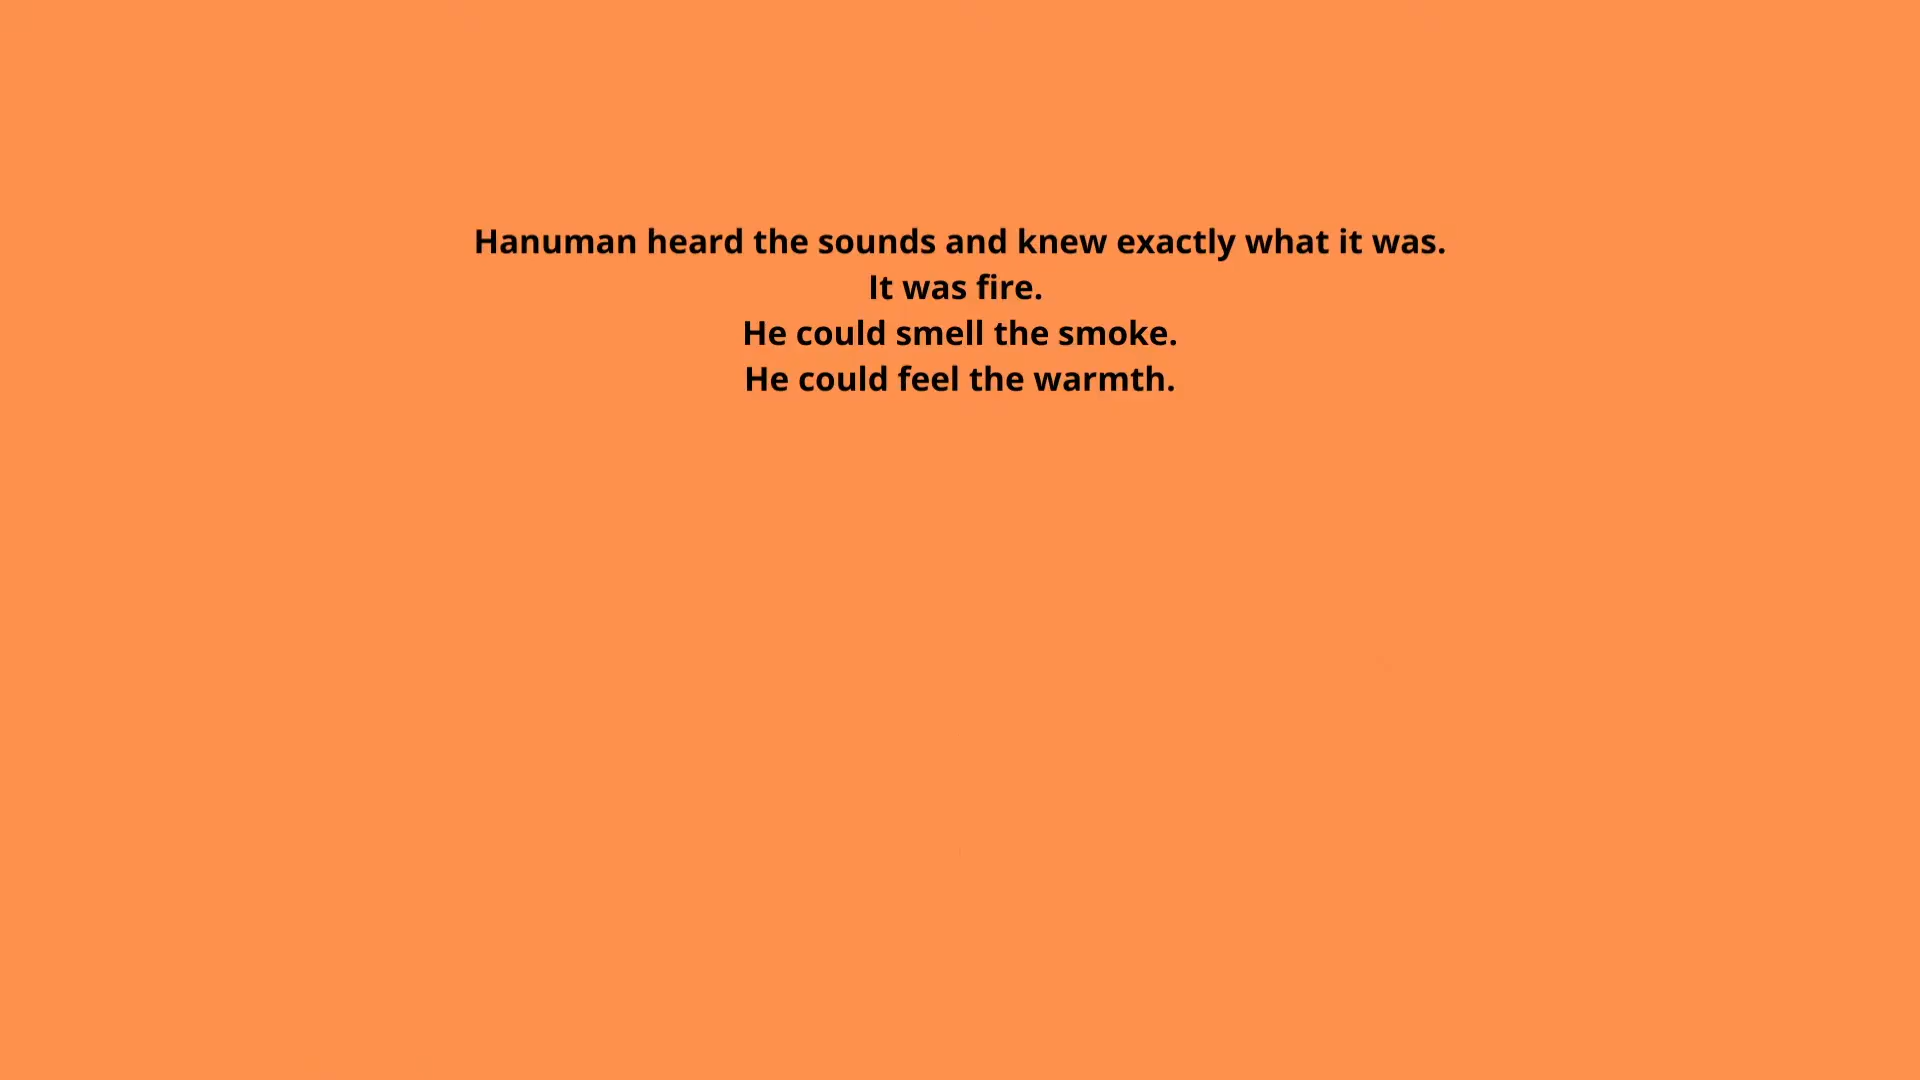 Hanuman heard the sounds and knew exactly what it was.
It was fire.
He could smell the smoke.
He could feel the warmth.